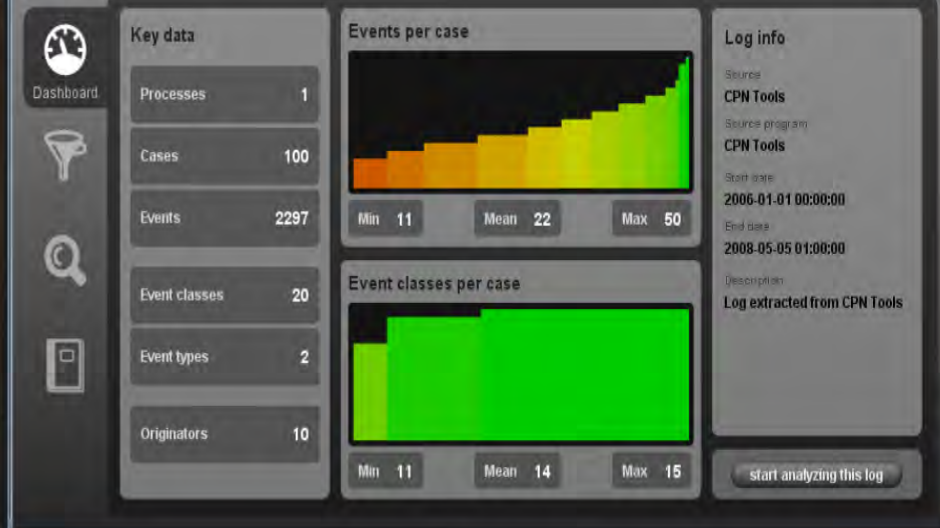 Dashboard
Key data
Processes 1
Cases 100
Events 2297
Event classes 20
Event types 2
Originators 10
Events per case
Min 11 Mean 22 Max 50
Event classes per case
Min 11 Mean 14 Max 15
Log info
Source
CPN Tools
Source program
CPN Tools
Start date
2006-01-01 00:00:00
End date
2008-05-05 01:00:00
Description
Log extracted from CPN Tools
start analyzing this log